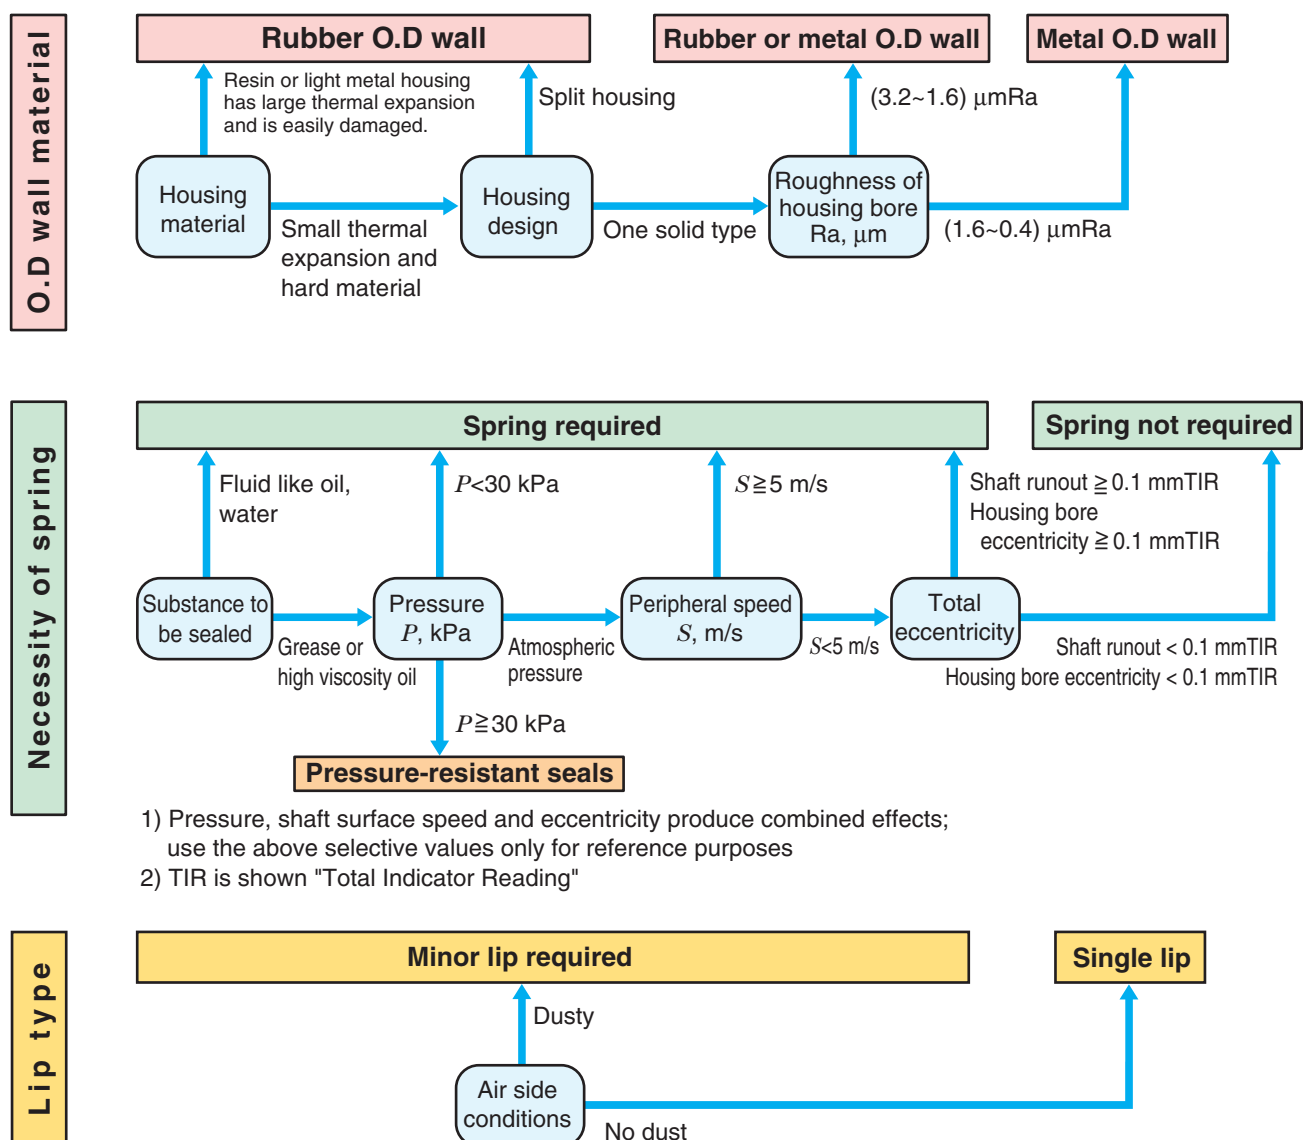 O.D wall material
Rubber O.D wall
Rubber or metal O.D wall
Metal O.D wall
Resin or light metal housing
has large thermal expansion
and is easily damaged.
Split housing
(3.2~1.6) μmRa
Housing
material
Housing
design
Roughness of
housing bore
Ra, μm
Small thermal
expansion and
hard material
One solid type
(1.6~0.4) μmRa
Necessity of spring
Spring required
Spring not required
Fluid like oil,
water
P<30 kPa
S≧5 m/s
Shaft runout ≧0.1 mmTIR
Housing bore
eccentricity ≧0.1 mmTIR
Substance to
be sealed
Pressure
P, kPa
Peripheral speed
S, m/s
Total
eccentricity
Grease or
high viscosity oil
Atmospheric
pressure
S<5 m/s
Shaft runout < 0.1 mmTIR
Housing bore eccentricity < 0.1 mmTIR
P≧30 kPa
Pressure-resistant seals
1) Pressure, shaft surface speed and eccentricity produce combined effects;
use the above selective values only for reference purposes
2) TIR is shown "Total Indicator Reading"
Lip type
Minor lip required
Single lip
Dusty
Air side
conditions
No dust